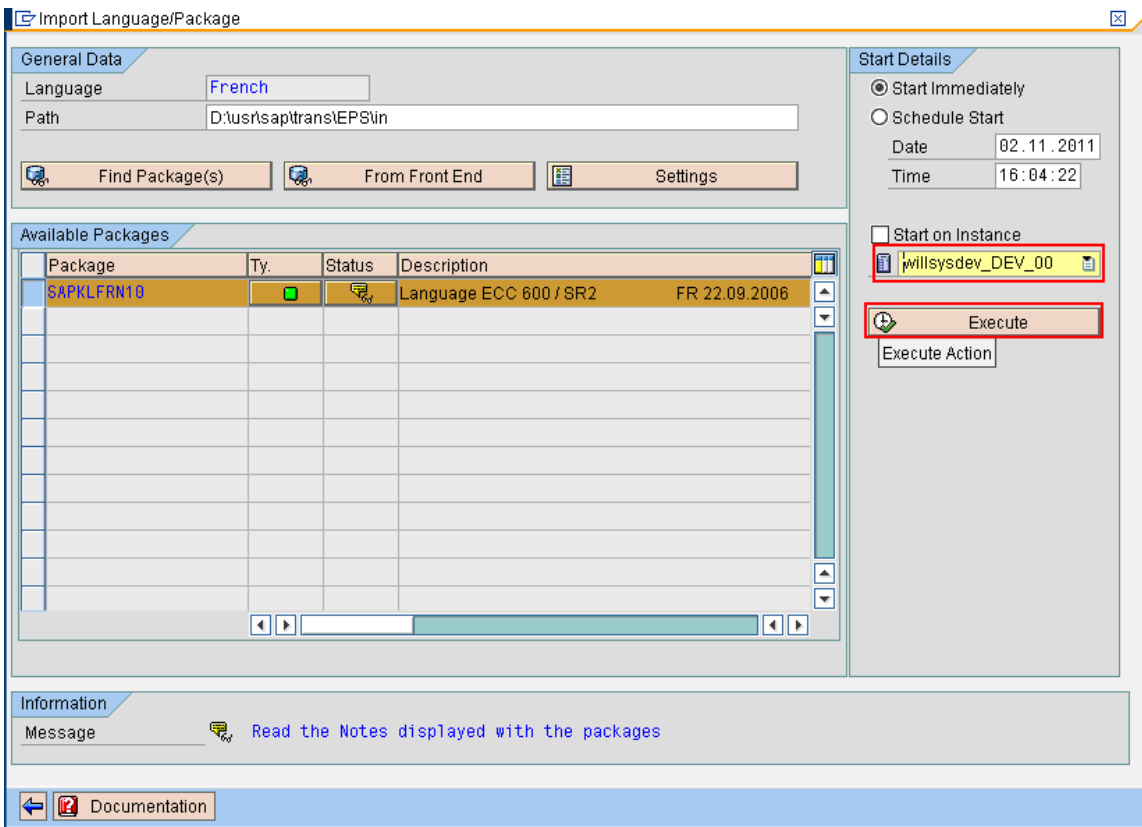 Import Language/Package
General Data
Language French
Path D:\usr\sap\trans\EPS\in
Find Package(s) From Front End Settings
Available Packages
Package Ty. Status Description
SAPKLFRN10 Language ECC 600 / SR2 FR 22.09.2006
Start Details
Start Immediately
Schedule Start
Date 02.11.2011
Time 16:04:22
Start on Instance
willsysdev_DEV_00
Execute
Execute Action
Information
Message Read the Notes displayed with the packages
Documentation